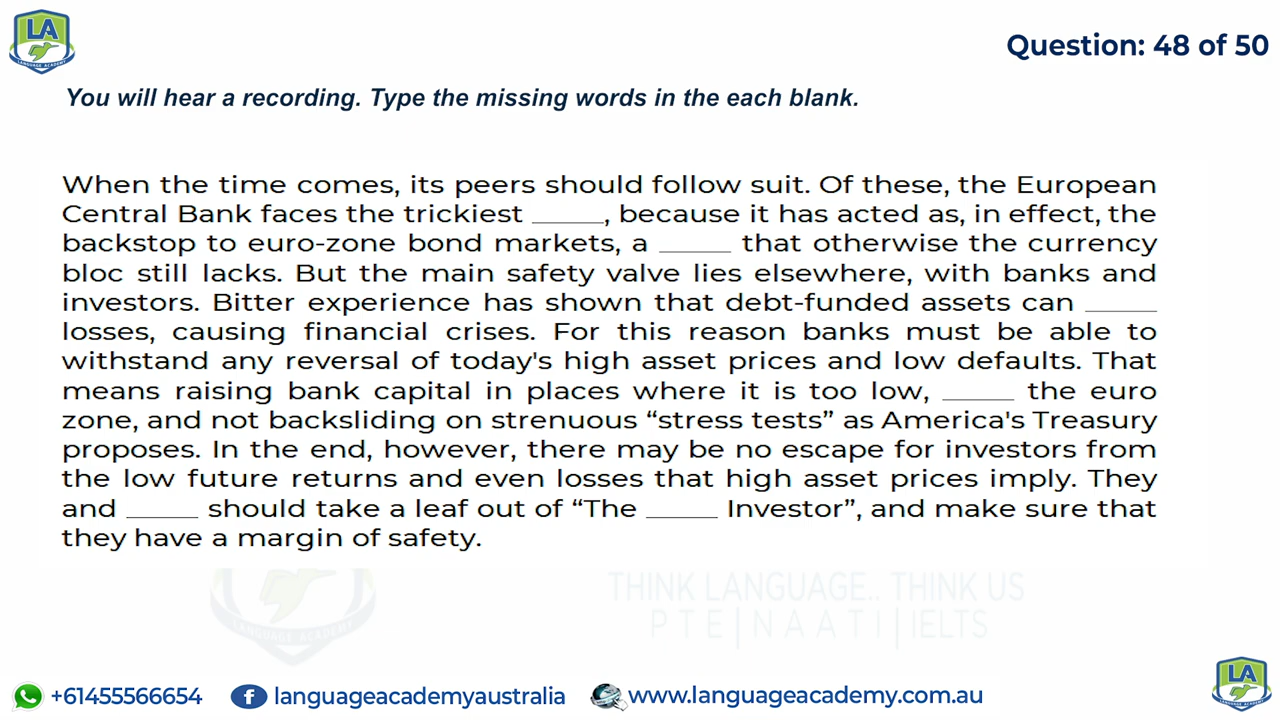 LA
LANGUAGE ACADEMY
Question: 48 of 50
You will hear a recording. Type the missing words in the each blank.
When the time comes, its peers should follow suit. Of these, the European
Central Bank faces the trickiest _____, because it has acted as, in effect, the
backstop to euro-zone bond markets, a _____ that otherwise the currency
bloc still lacks. But the main safety valve lies elsewhere, with banks and
investors. Bitter experience has shown that debt-funded assets can _____
losses, causing financial crises. For this reason banks must be able to
withstand any reversal of today's high asset prices and low defaults. That
means raising bank capital in places where it is too low, _____ the euro
zone, and not backsliding on strenuous “stress tests” as America's Treasury
proposes. In the end, however, there may be no escape for investors from
the low future returns and even losses that high asset prices imply. They
and _____ should take a leaf out of “The _____ Investor”, and make sure that
they have a margin of safety.
LANGUAGE ACADEMY
THINK LANGUAGE.. THINK US
PTE|NAATI|IELTS
+61455566654
languageacademyaustralia
www.languageacademy.com.au
LA
LANGUAGE ACADEMY